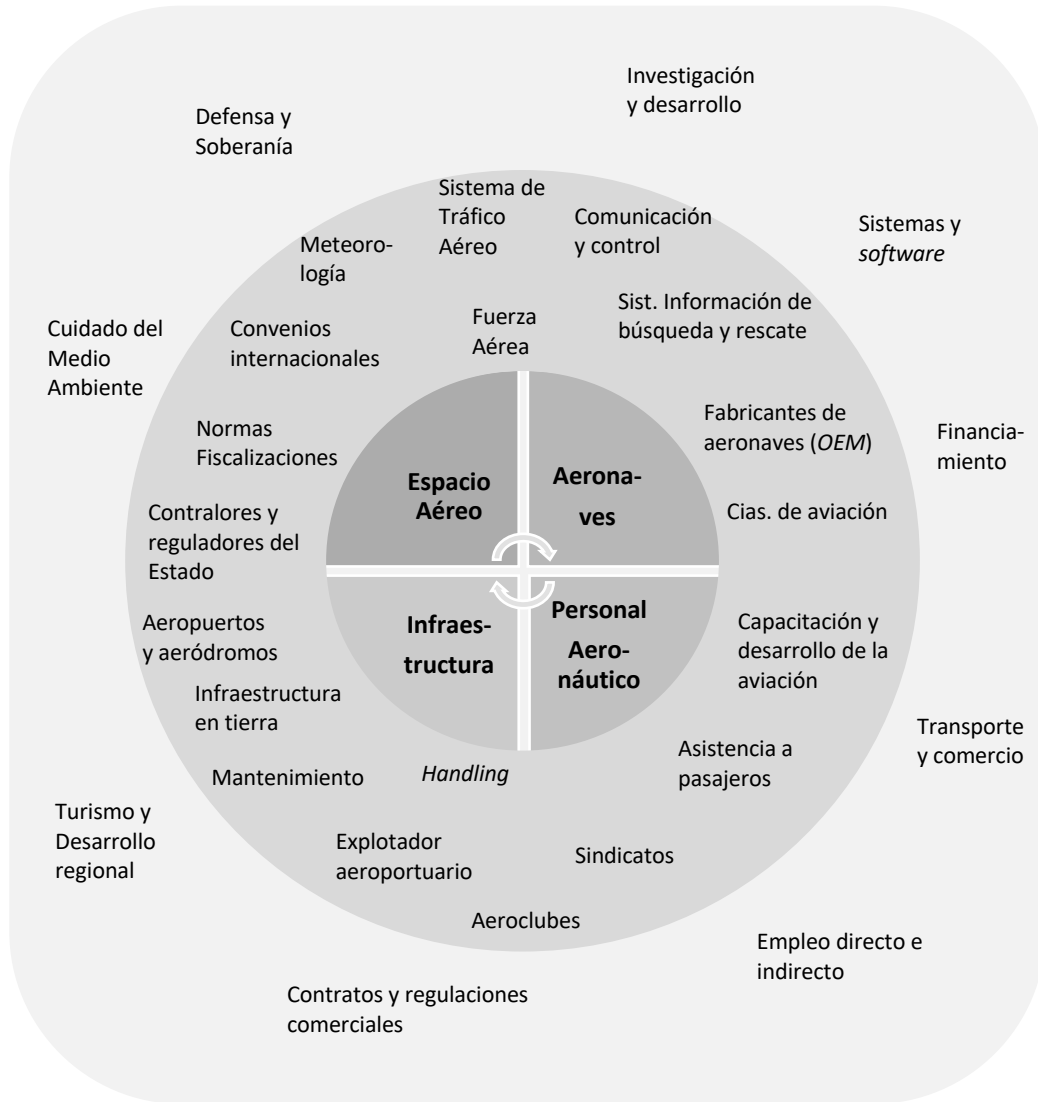 Investigación
y desarrollo
Defensa y
Soberanía
Sistema de
Tráfico
Aéreo
Comunicación
y control
Sistemas y
software
Meteoro-
logía
Sist. Información de
búsqueda y rescate
Fuerza
Aérea
Cuidado del
Medio
Ambiente
Convenios
internacionales
Fabricantes de
aeronaves (OEM)
Financia-
miento
Normas
Fiscalizaciones
Espacio
Aéreo
Aerona-
ves
Cias. de aviación
Contralores y
reguladores del
Estado
Infraes-
tructura
Personal
Aero-
náutico
Capacitación y
desarrollo de la
aviación
Aeropuertos
y aeródromos
Infraestructura
en tierra
Transporte
y comercio
Asistencia a
pasajeros
Mantenimiento
Handling
Turismo y
Desarrollo
regional
Explotador
aeroportuario
Sindicatos
Aeroclubes
Empleo directo e
indirecto
Contratos y regulaciones
comerciales